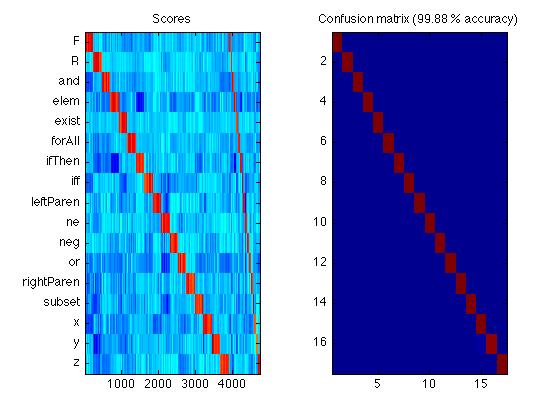 Scores
Confusion matrix (99.88 % accuracy)
F
R
and
elem
exist
forAll
ifThen
iff
leftParen
ne
neg
or
rightParen
subset
x
y
z
1000 2000 3000 4000
2
4
6
8
10
12
14
16
5 10 15